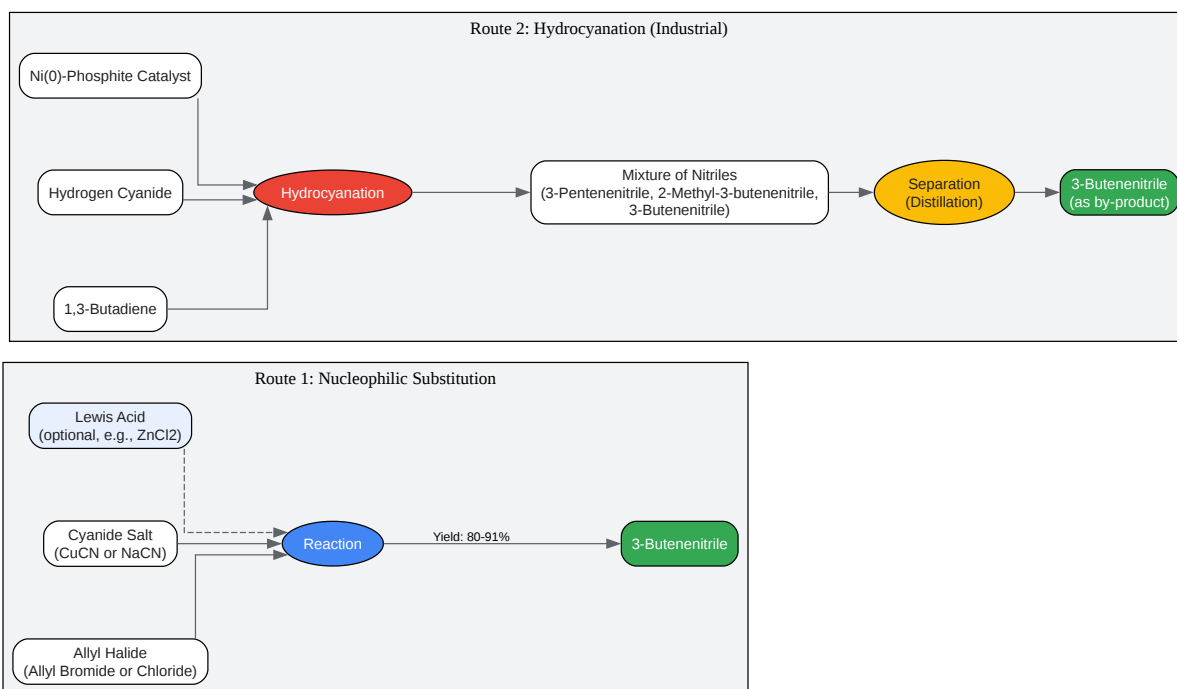 Route 2: Hydrocyanation (Industrial)
Ni(0)-Phosphite Catalyst
Hydrogen Cyanide
1,3-Butadiene
Hydrocyanation
Mixture of Nitriles
(3-Pentenenitrile, 2-Methyl-3-butenenitrile,
3-Butenenitrile)
Separation
(Distillation)
3-Butenenitrile
(as by-product)
Route 1: Nucleophilic Substitution
Lewis Acid
(optional, e.g., ZnCl2)
Cyanide Salt
(CuCN or NaCN)
Allyl Halide
(Allyl Bromide or Chloride)
Reaction
Yield: 80-91%
3-Butenenitrile